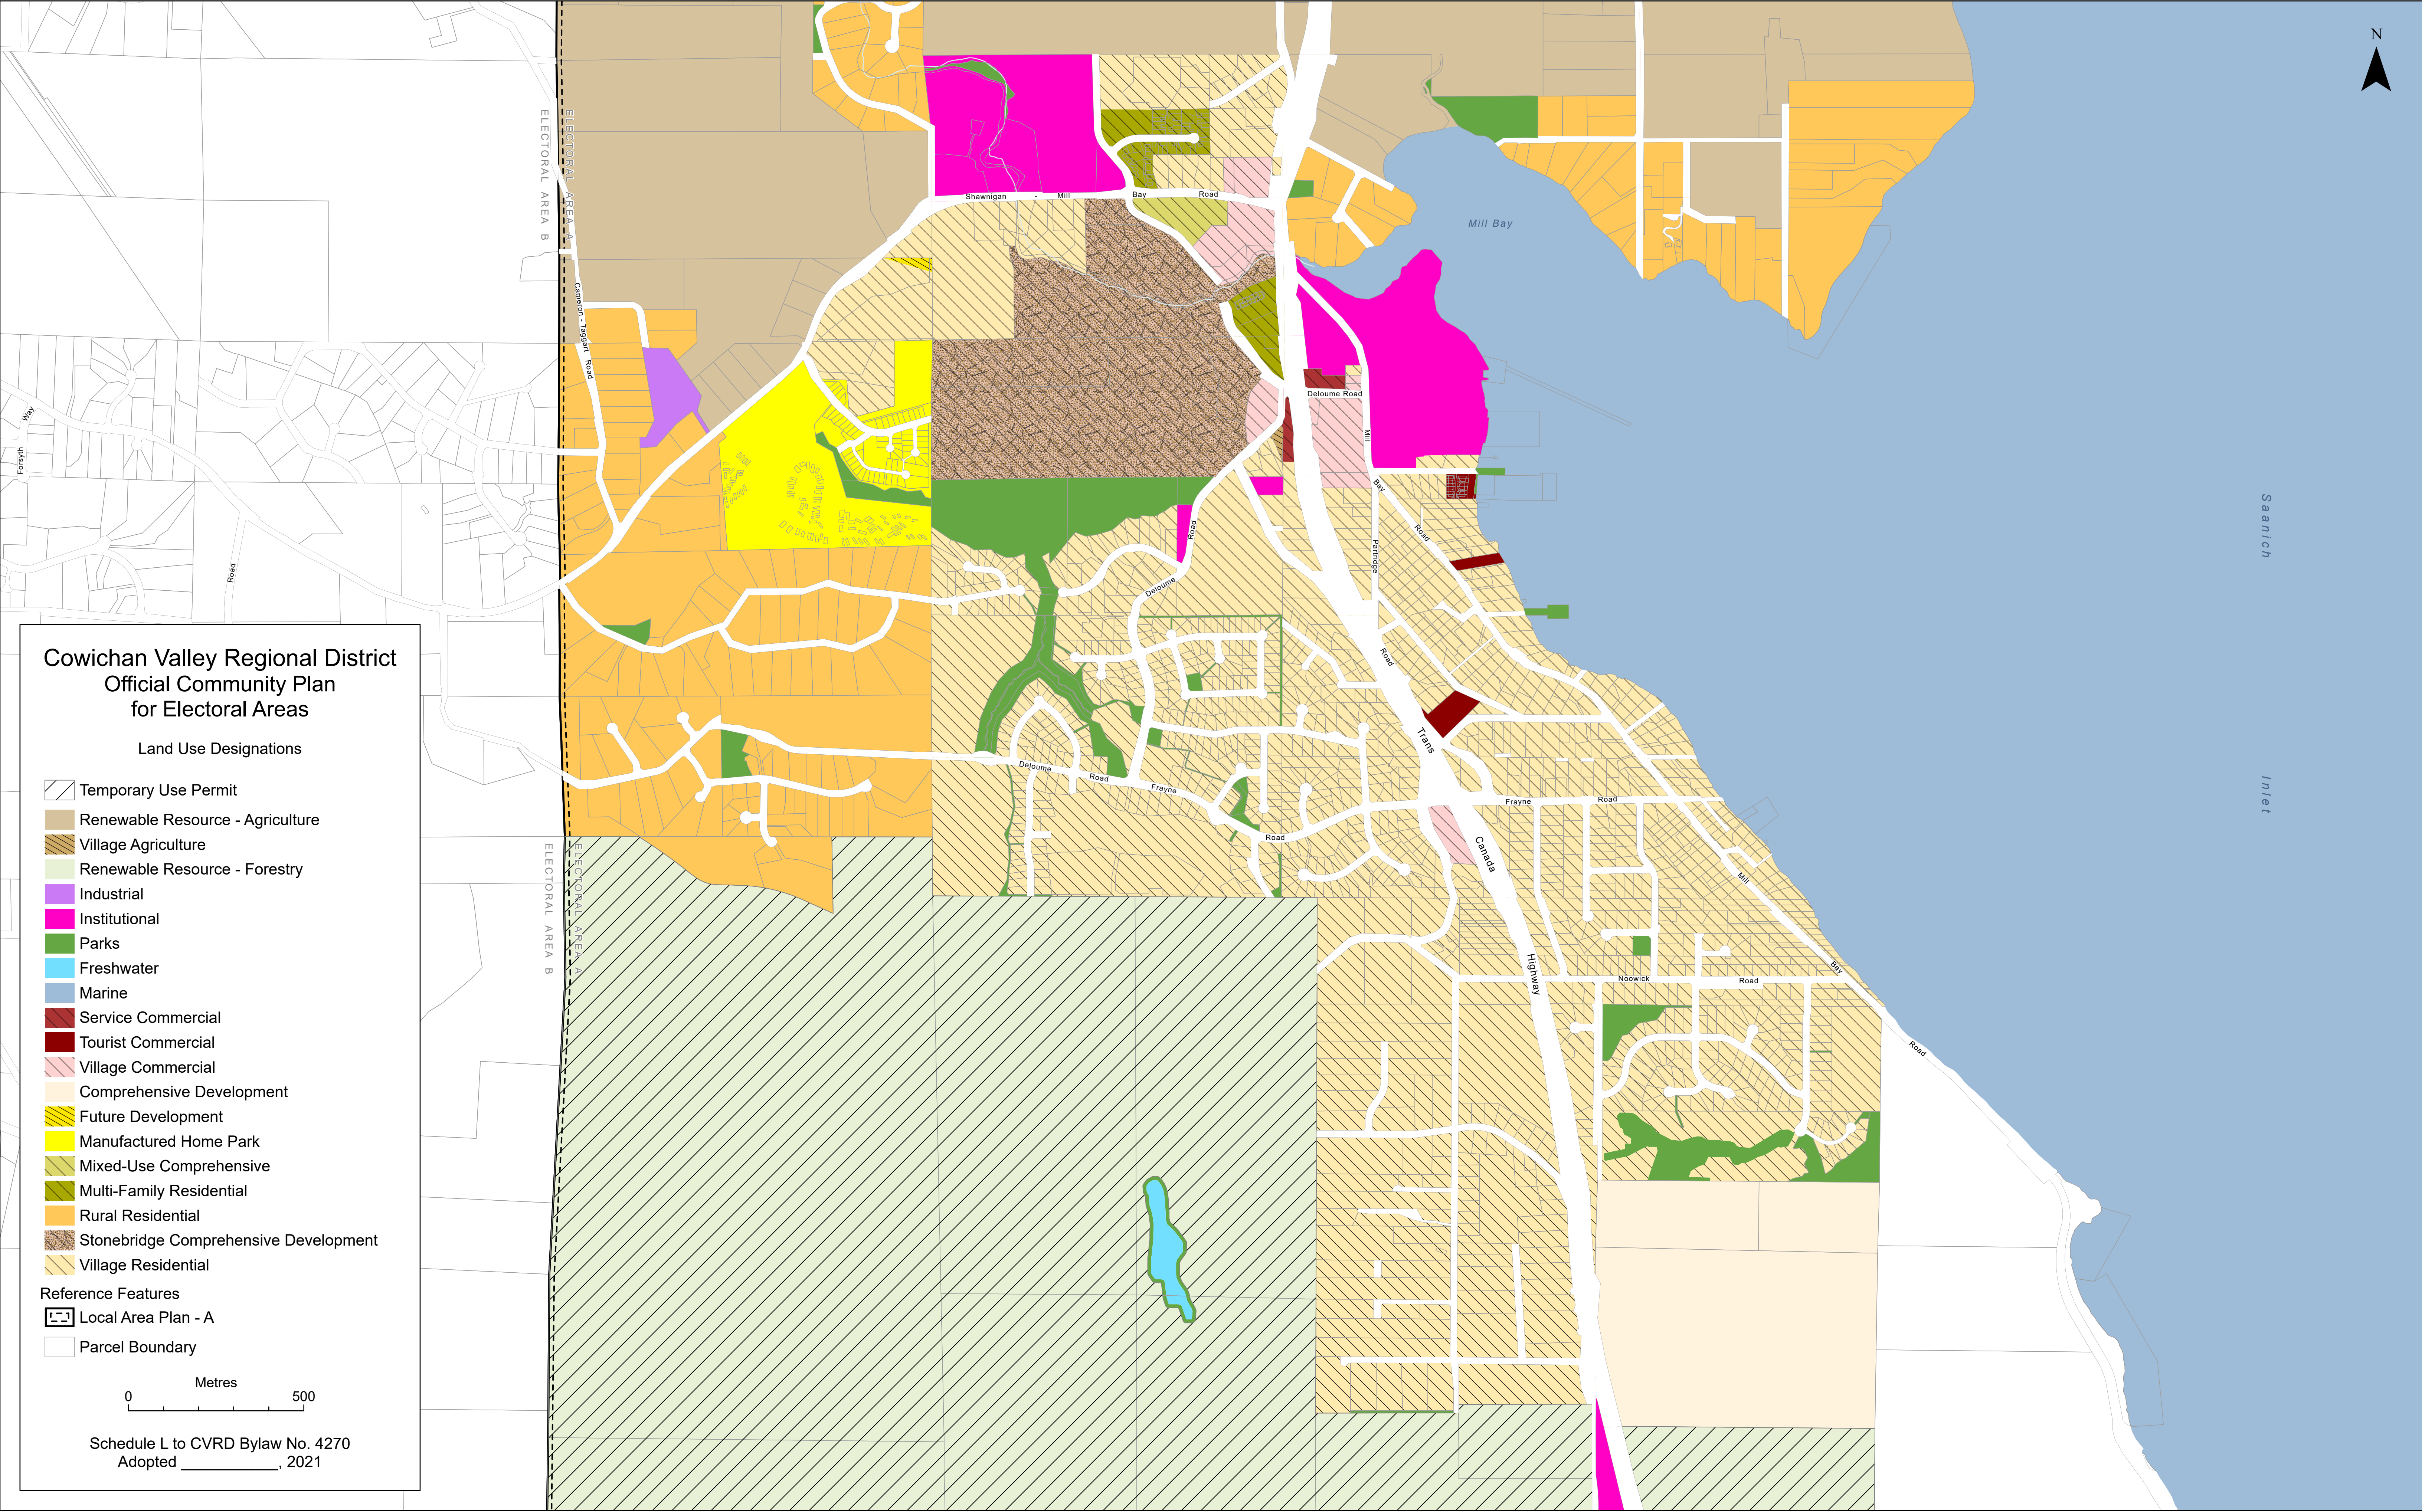 N
ELECTORAL AREA B
ELECTORAL AREA A
Shawnigan Mill Bay Road
Mill Bay
Cameron - Taggart Road
Forsyth
Way
Road
Deloume Road
Mill
Bay
Road
Partridge
Road
Road
Deloume
Saanich
Inlet
Trans
Canada
Highway
Deloume Road
Frayne
Road
Frayne Road
Mill
Bay
Road
Noowick Road
ELECTORAL AREA B
ELECTORAL AREA A
Cowichan Valley Regional District
Official Community Plan
for Electoral Areas
Land Use Designations
Temporary Use Permit
Renewable Resource - Agriculture
Village Agriculture
Renewable Resource - Forestry
Industrial
Institutional
Parks
Freshwater
Marine
Service Commercial
Tourist Commercial
Village Commercial
Comprehensive Development
Future Development
Manufactured Home Park
Mixed-Use Comprehensive
Multi-Family Residential
Rural Residential
Stonebridge Comprehensive Development
Village Residential
Reference Features
Local Area Plan - A
Parcel Boundary
Metres
0 500
Schedule L to CVRD Bylaw No. 4270
Adopted ___________, 2021